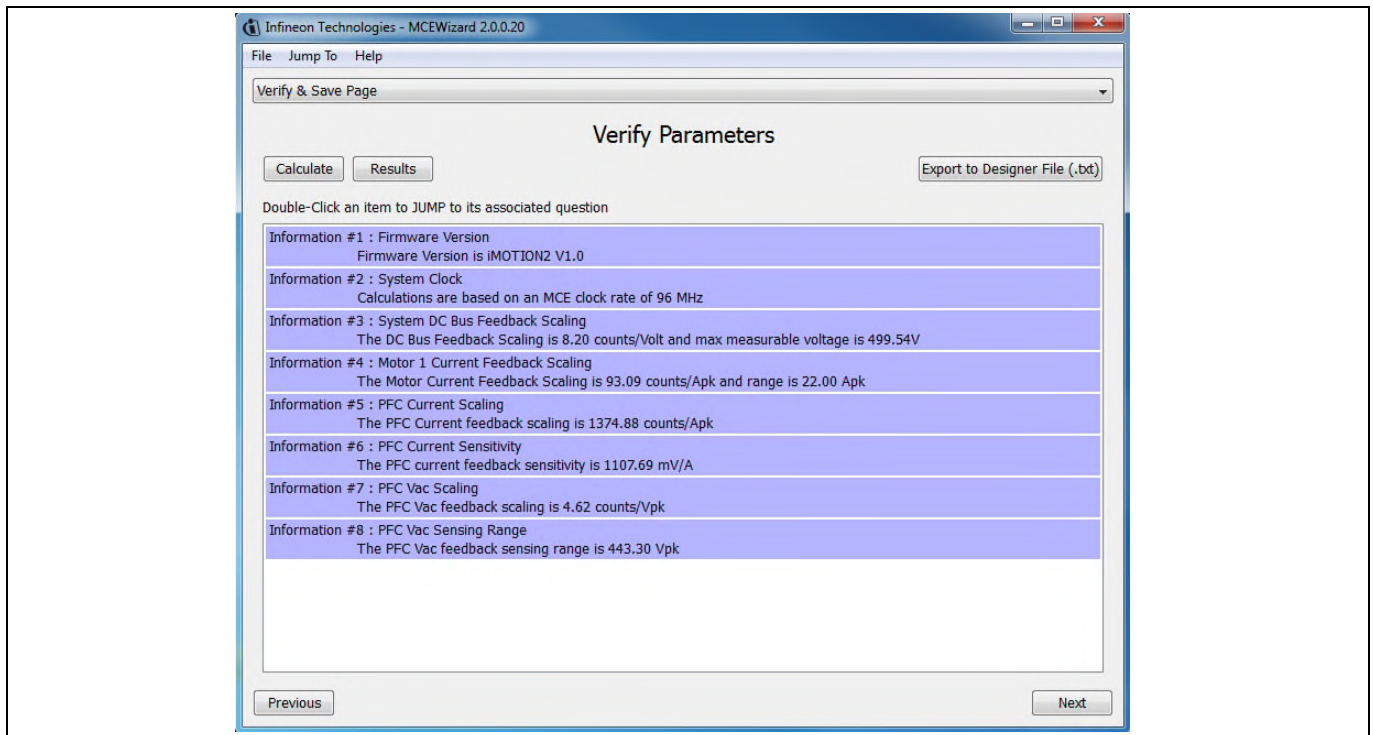 Infineon Technologies - MCEWizard 2.0.0.20
File Jump To Help
Verify & Save Page
Verify Parameters
Calculate Results Export to Designer File (.txt)
Double-Click an item to JUMP to its associated question
Information #1 : Firmware Version
Firmware Version is iMOTION2 V1.0
Information #2 : System Clock
Calculations are based on an MCE clock rate of 96 MHz
Information #3 : System DC Bus Feedback Scaling
The DC Bus Feedback Scaling is 8.20 counts/Volt and max measurable voltage is 499.54V
Information #4 : Motor 1 Current Feedback Scaling
The Motor Current Feedback Scaling is 93.09 counts/Apk and range is 22.00 Apk
Information #5 : PFC Current Scaling
The PFC Current feedback scaling is 1374.88 counts/Apk
Information #6 : PFC Current Sensitivity
The PFC current feedback sensitivity is 1107.69 mV/A
Information #7 : PFC Vac Scaling
The PFC Vac feedback scaling is 4.62 counts/Vpk
Information #8 : PFC Vac Sensing Range
The PFC Vac feedback sensing range is 443.30 Vpk
Previous Next